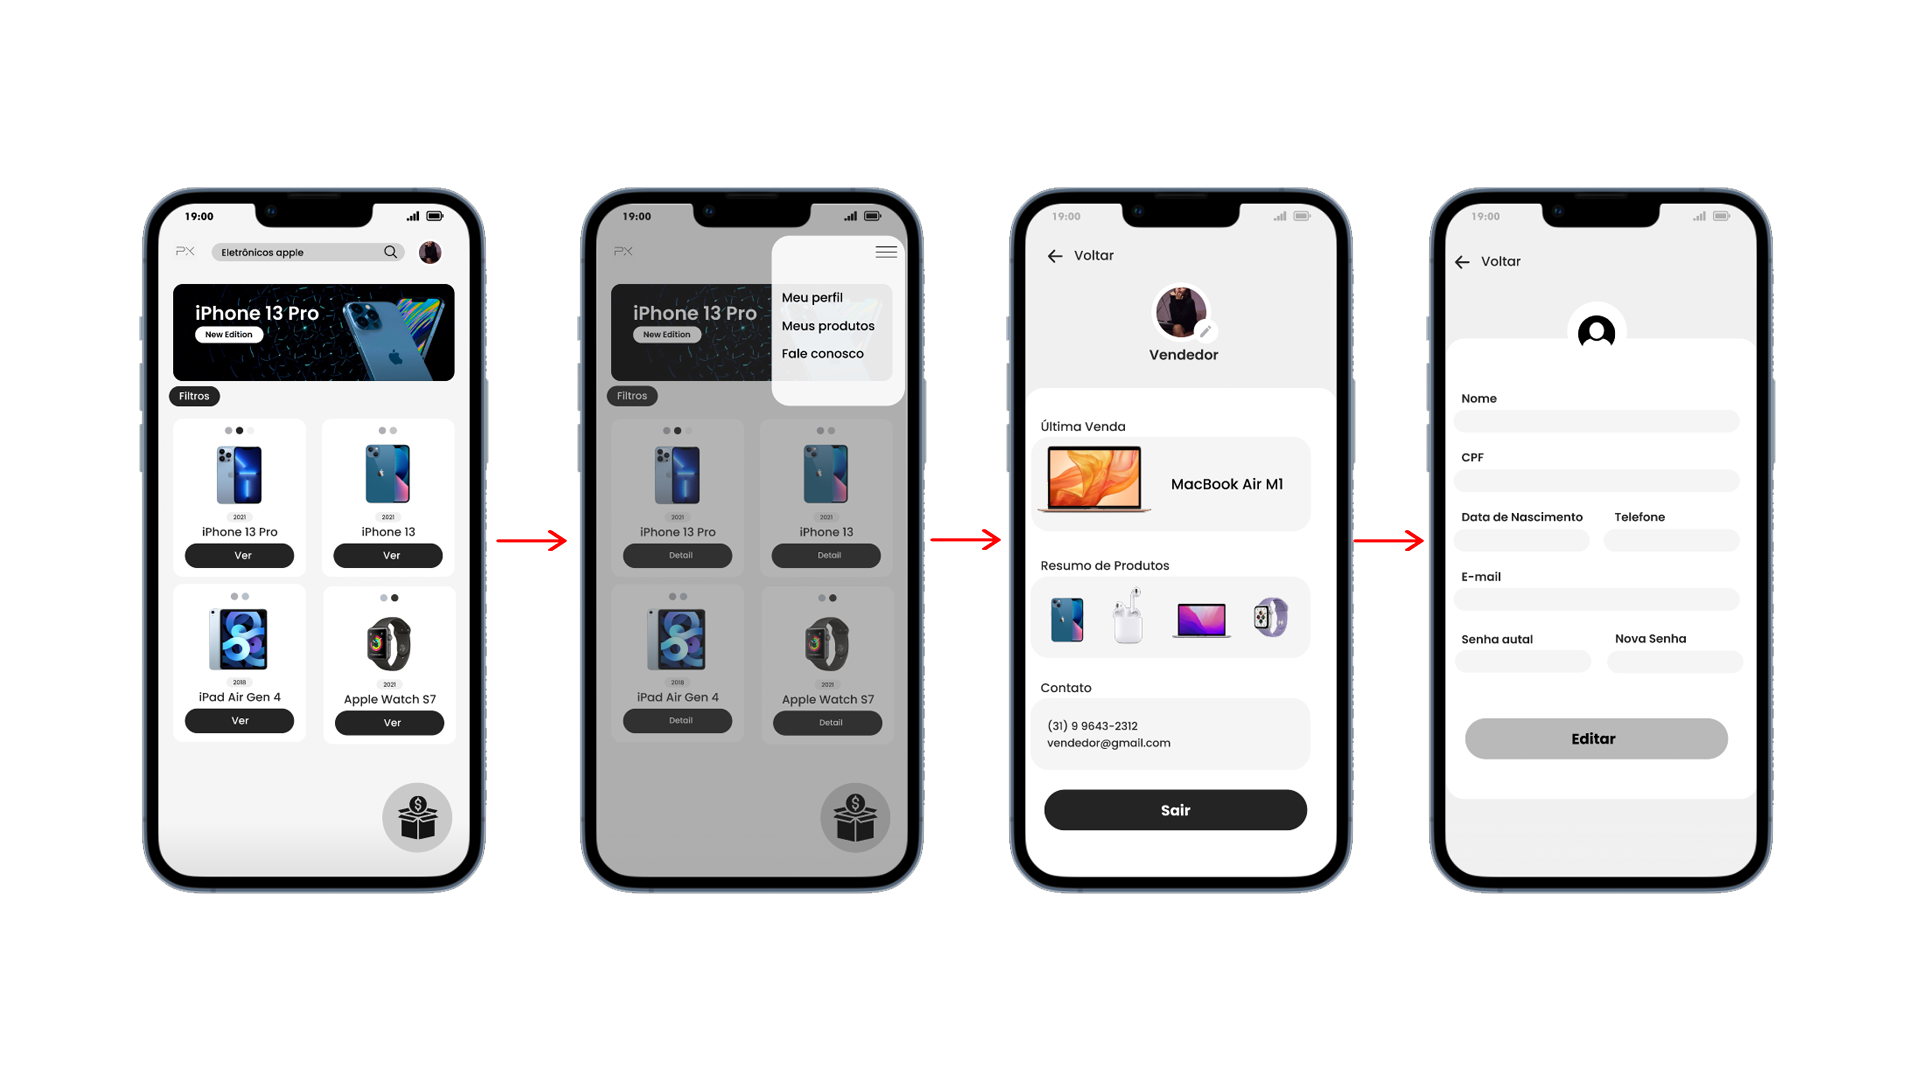 19:00
PX
Eletrônicos apple
iPhone 13 Pro
New Edition
Filtros
2021
iPhone 13 Pro
Ver
2021
iPhone 13
Ver
2018
iPad Air Gen 4
Ver
2021
Apple Watch S7
Ver
19:00
PX
Meu perfil
Meus produtos
Fale conosco
iPhone 13 Pro
New Edition
Filtros
2021
iPhone 13 Pro
Detail
2021
iPhone 13
Detail
2018
iPad Air Gen 4
Detail
2021
Apple Watch S7
Detail
19:00
Voltar
Vendedor
Última Venda
MacBook Air M1
Resumo de Produtos
Contato
(31) 9 9643-2312
vendedor@gmail.com
Sair
19:00
Voltar
Nome
CPF
Data de Nascimento
Telefone
E-mail
Senha autal
Nova Senha
Editar